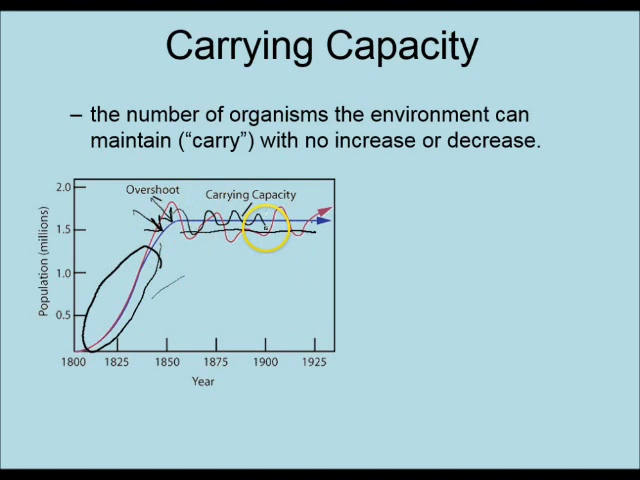 Carrying Capacity
– the number of organisms the environment can
maintain (“carry”) with no increase or decrease.
Overshoot
Carrying Capacity
Population (millions)
2.0
1.5
1.0
0.5
1800 1825 1850 1875 1900 1925
Year